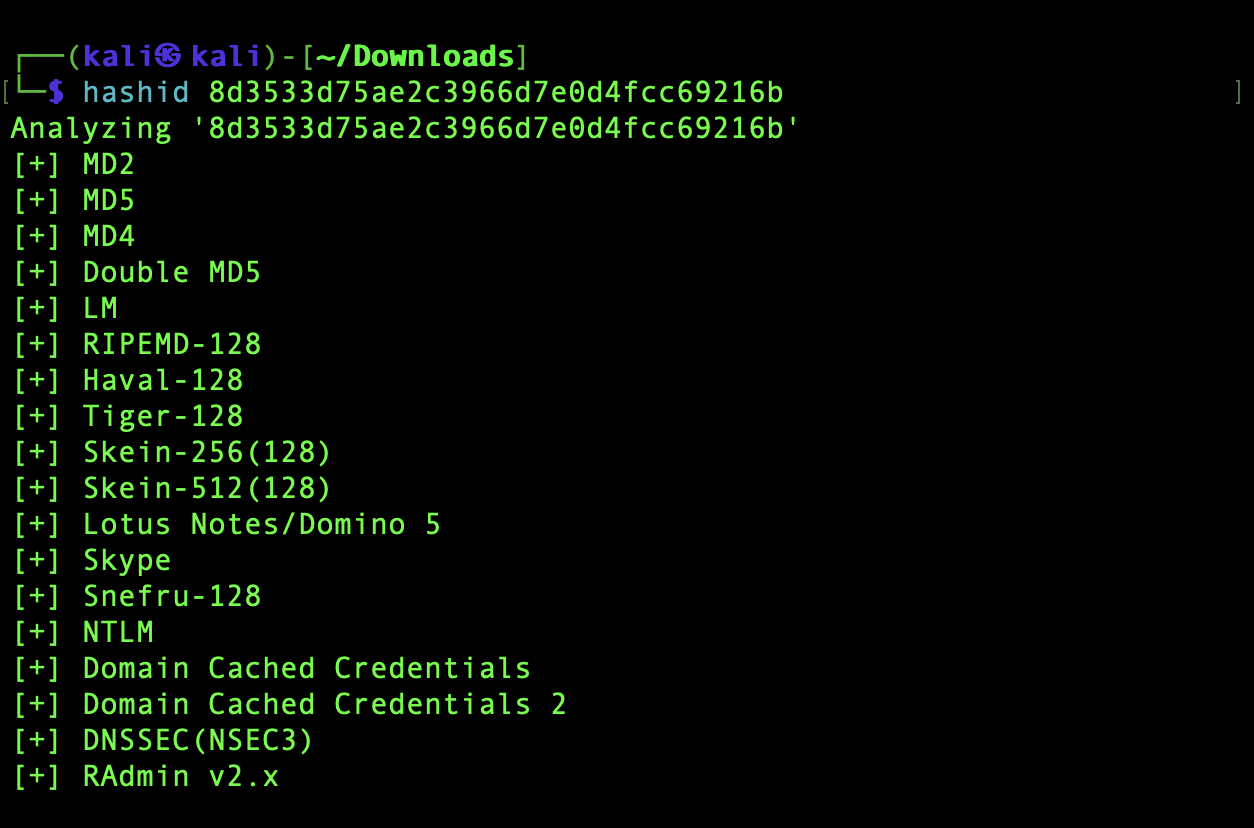 ┌──(kali㉿kali)-[~/Downloads]
[└─$ hashid 8d3533d75ae2c3966d7e0d4fcc69216b ]
Analyzing '8d3533d75ae2c3966d7e0d4fcc69216b'
[+] MD2
[+] MD5
[+] MD4
[+] Double MD5
[+] LM
[+] RIPEMD-128
[+] Haval-128
[+] Tiger-128
[+] Skein-256(128)
[+] Skein-512(128)
[+] Lotus Notes/Domino 5
[+] Skype
[+] Snefru-128
[+] NTLM
[+] Domain Cached Credentials
[+] Domain Cached Credentials 2
[+] DNSSEC(NSEC3)
[+] RAdmin v2.x